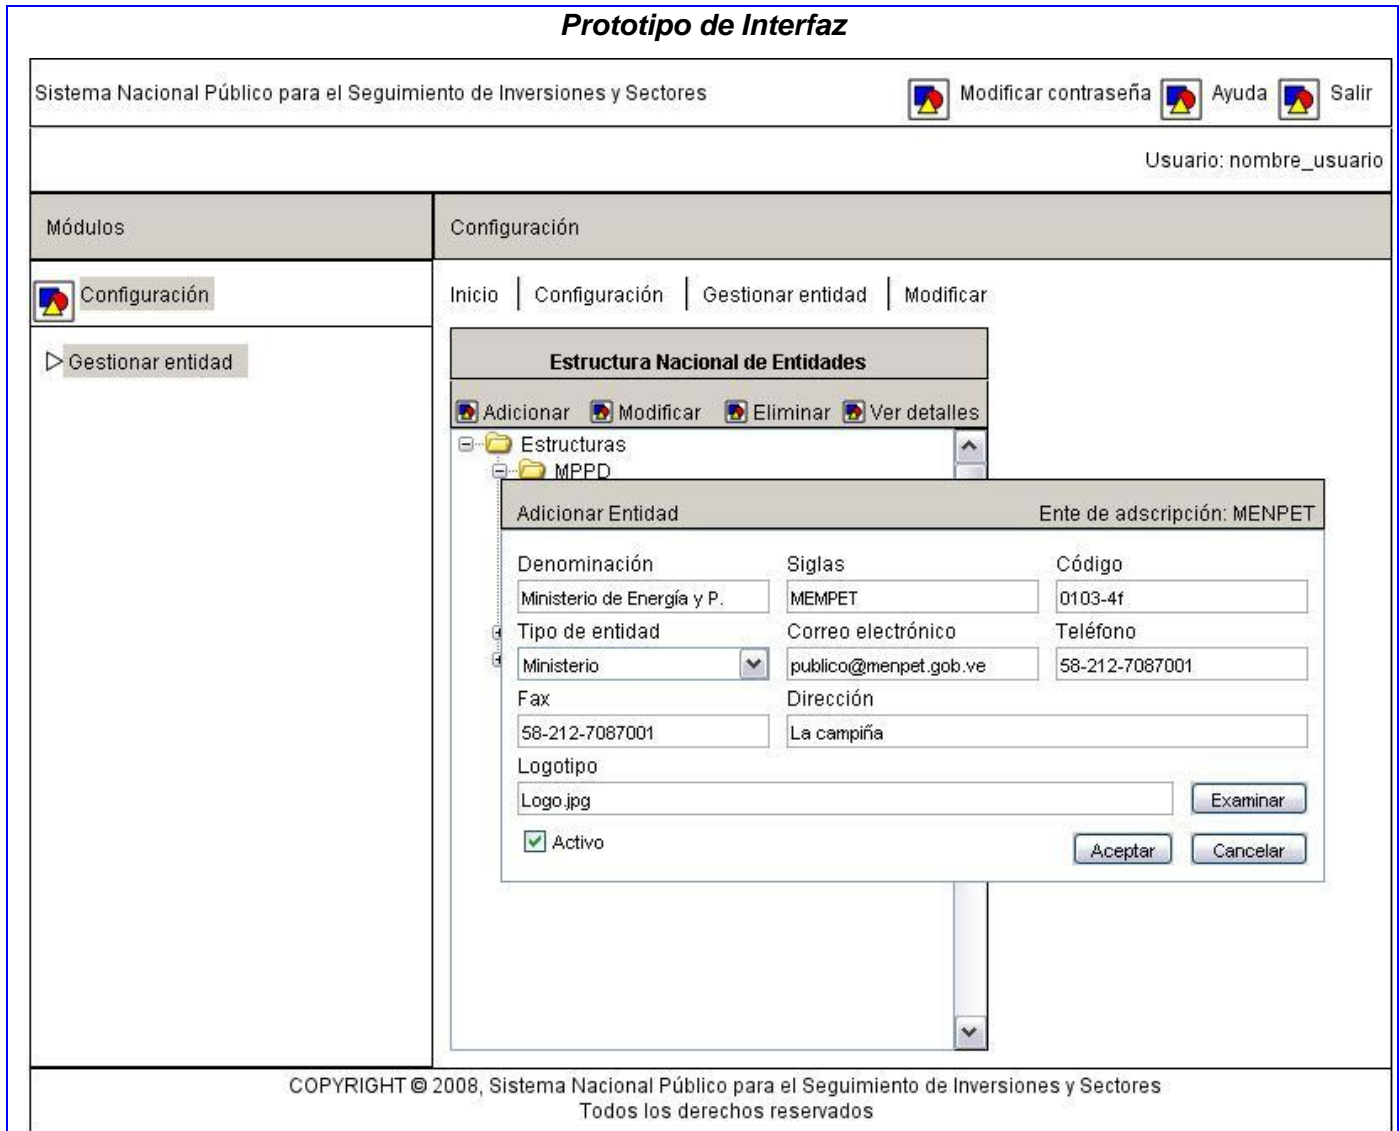 Prototipo de Interfaz
Sistema Nacional Público para el Seguimiento de Inversiones y Sectores
Modificar contraseña
Ayuda
Salir
Usuario: nombre_usuario
Módulos
Configuración
Configuración
Inicio
Configuración
Gestionar entidad
Modificar
Gestionar entidad
Estructura Nacional de Entidades
Adicionar
Modificar
Eliminar
Ver detalles
Estructuras
MPPD
Adicionar Entidad
Ente de adscripción: MENPET
Denominación
Siglas
Código
Ministerio de Energía y P.
MEMPET
0103-4f
Tipo de entidad
Correo electrónico
Teléfono
Ministerio
publico@menpet.gob.ve
58-212-7087001
Fax
Dirección
58-212-7087001
La campiña
Logotipo
Logo.jpg
Examinar
Activo
Aceptar
Cancelar
COPYRIGHT © 2008, Sistema Nacional Público para el Seguimiento de Inversiones y Sectores
Todos los derechos reservados